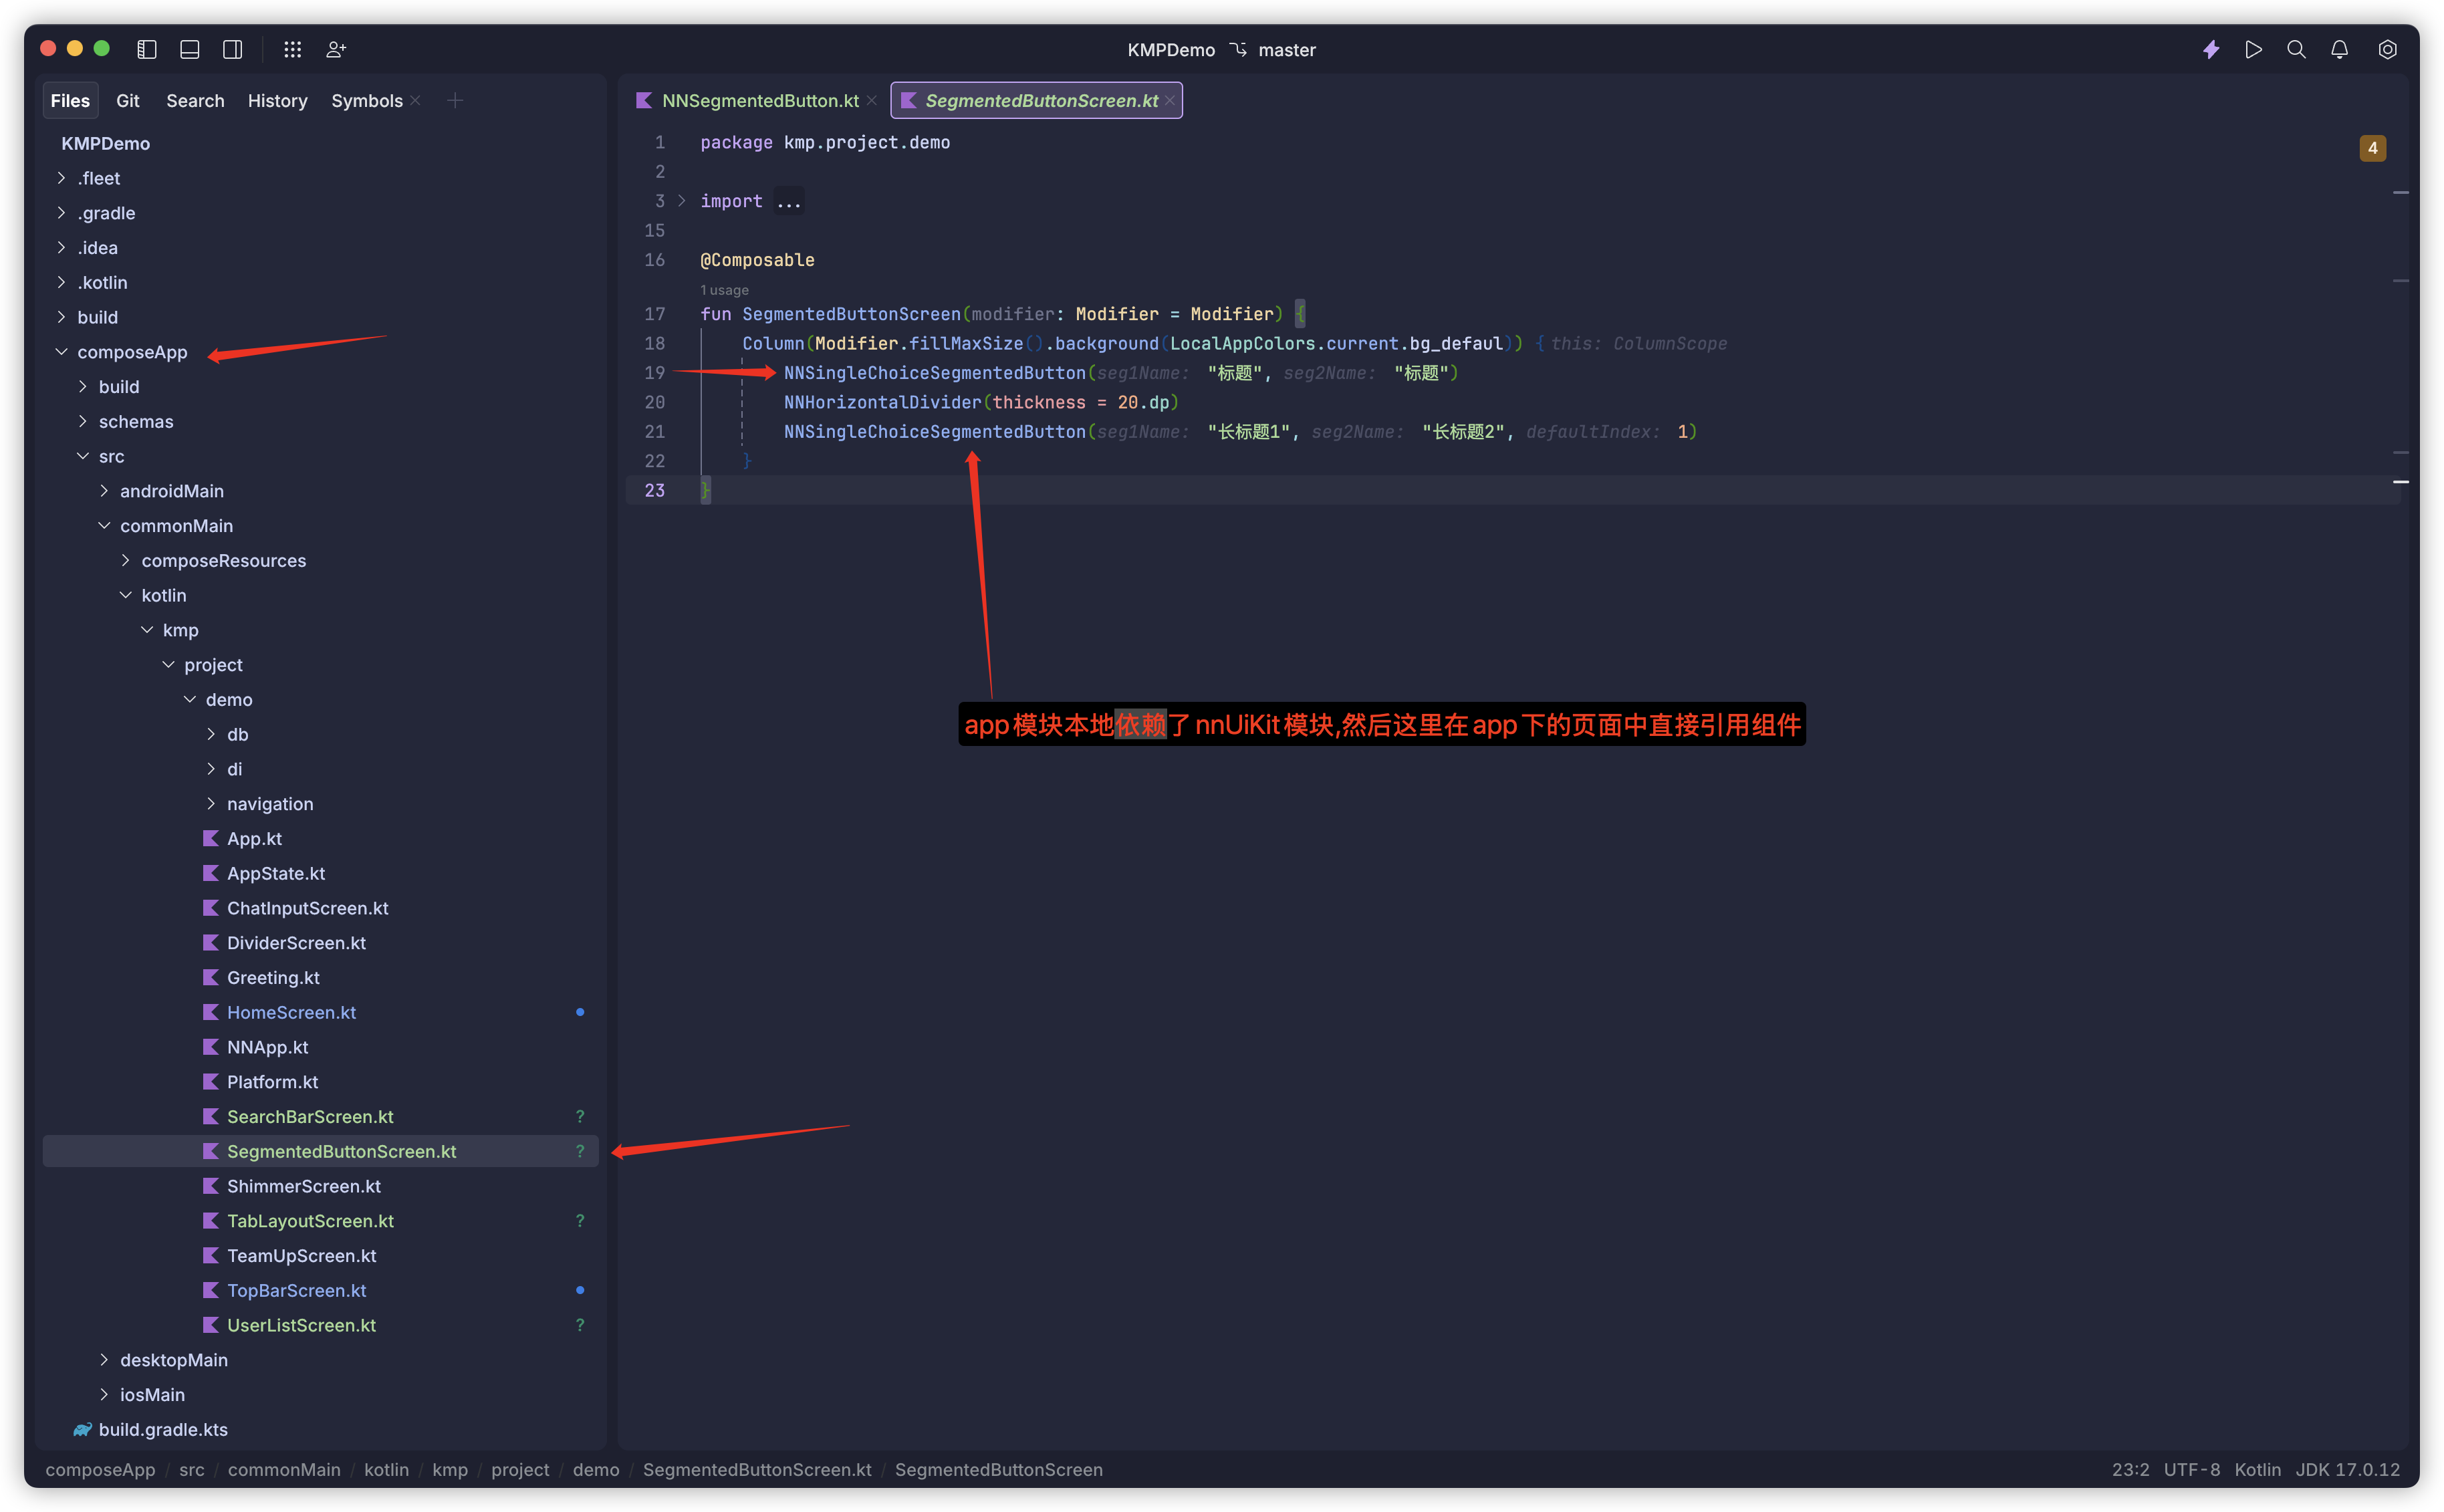 KMPDemo master
Files Git Search History Symbols
KMPDemo
.fleet
.gradle
.idea
.kotlin
build
composeApp
build
schemas
src
androidMain
commonMain
composeResources
kotlin
kmp
project
demo
db
di
navigation
App.kt
AppState.kt
ChatInputScreen.kt
DividerScreen.kt
Greeting.kt
HomeScreen.kt
NNApp.kt
Platform.kt
SearchBarScreen.kt ?
SegmentedButtonScreen.kt ?
ShimmerScreen.kt
TabLayoutScreen.kt ?
TeamUpScreen.kt
TopBarScreen.kt
UserListScreen.kt ?
desktopMain
iosMain
build.gradle.kts
NNSegmentedButton.kt SegmentedButtonScreen.kt
4
1 package kmp.project.demo
2
3 import ...
15
16 @Composable
1 usage
17 fun SegmentedButtonScreen(modifier: Modifier = Modifier) {
18 Column(Modifier.fillMaxSize().background(LocalAppColors.current.bg_defaul)) { this: ColumnScope
19 NNSingleChoiceSegmentedButton(seg1Name: "标题", seg2Name: "标题")
20 NNHorizontalDivider(thickness = 20.dp)
21 NNSingleChoiceSegmentedButton(seg1Name: "长标题1", seg2Name: "长标题2", defaultIndex: 1)
22 }
23 }
app模块本地依赖了nnUiKit模块,然后这里在app下的页面中直接引用组件
composeApp / src / commonMain / kotlin / kmp / project / demo / SegmentedButtonScreen.kt / SegmentedButtonScreen
23:2 UTF-8 Kotlin JDK 17.0.12